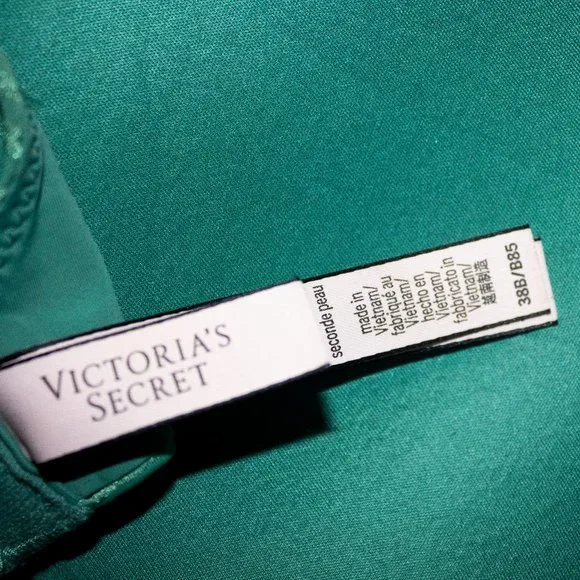 VICTORIA'S
SECRET
seconde peau
made in
Vietnam/
fabriqué au
Vietnam/
hecho en
Vietnam/
fabricato in
Vietnam/
越南制造
38B/B85